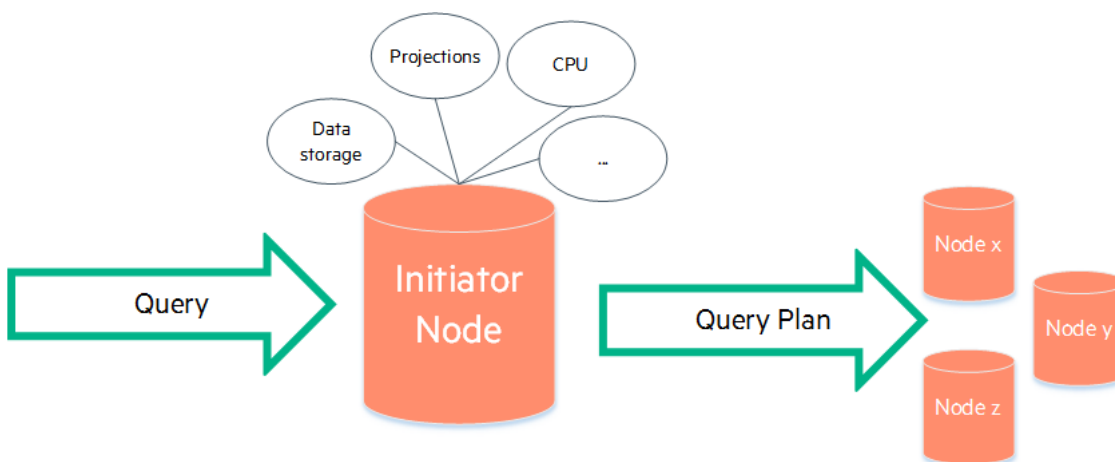 Projections
CPU
Data
storage
...
Query
Initiator
Node
Query Plan
Node x
Node y
Node z